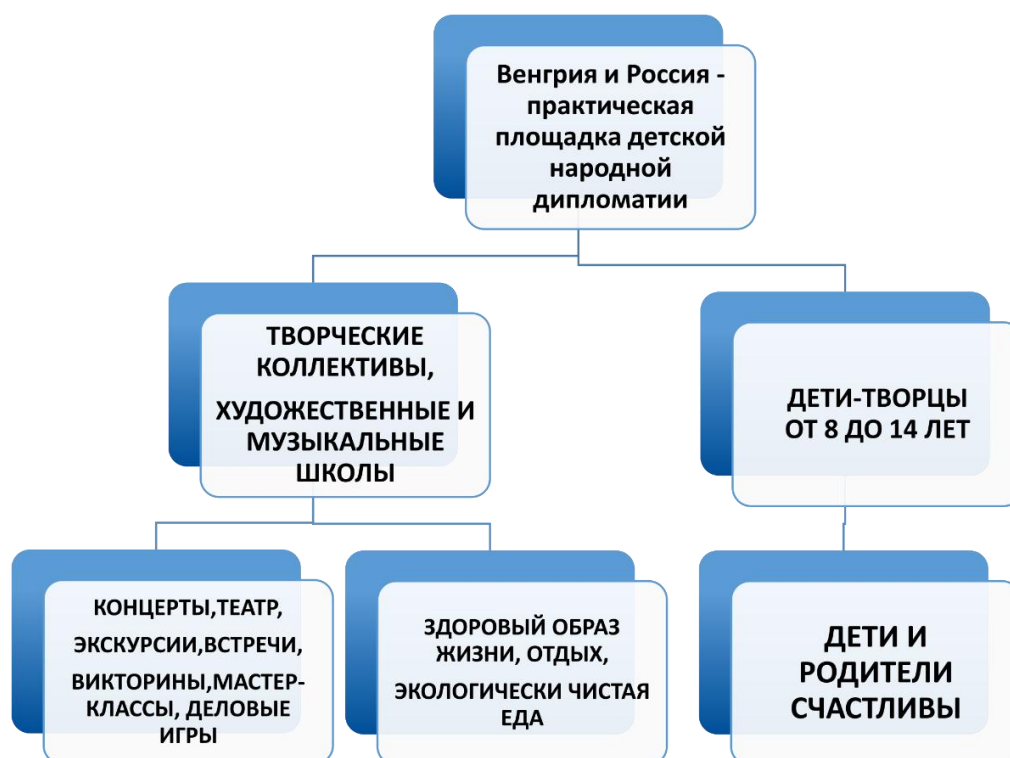 Венгрия и Россия -
практическая
площадка детской
народной
дипломатии
ТВОРЧЕСКИЕ
КОЛЛЕКТИВЫ,
ХУДОЖЕСТВЕННЫЕ И
МУЗЫКАЛЬНЫЕ
ШКОЛЫ
ДЕТИ-ТВОРЦЫ
ОТ 8 ДО 14 ЛЕТ
КОНЦЕРТЫ,ТЕАТР,
ЭКСКУРСИИ,ВСТРЕЧИ,
ВИКТОРИНЫ,МАСТЕР-
КЛАССЫ, ДЕЛОВЫЕ
ИГРЫ
ЗДОРОВЫЙ ОБРАЗ
ЖИЗНИ, ОТДЫХ,
ЭКОЛОГИЧЕСКИ ЧИСТАЯ
ЕДА
ДЕТИ И
РОДИТЕЛИ
СЧАСТЛИВЫ